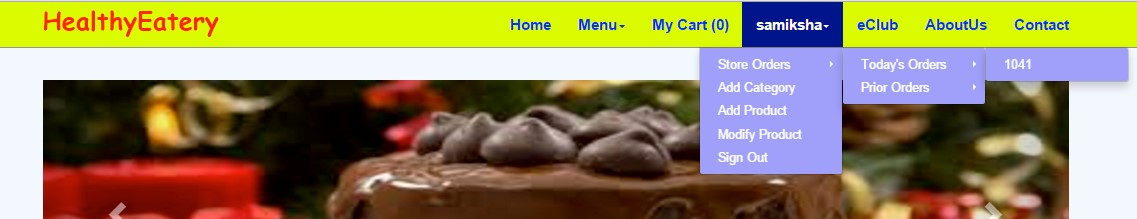 HealthyEatery
Home Menu My Cart (0) samiksha eClub AboutUs Contact
Store Orders Today's Orders 1041
Add Category Prior Orders
Add Product
Modify Product
Sign Out